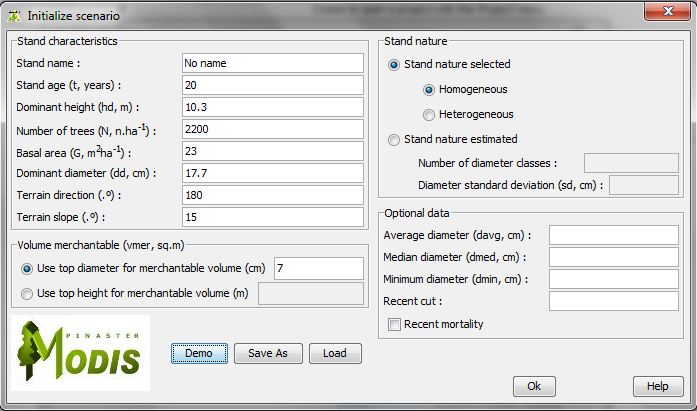 Initialize scenario
Stand characteristics
Stand name : No name
Stand age (t, years) : 20
Dominant height (hd, m) : 10.3
Number of trees (N, n.ha-1) : 2200
Basal area (G, m2ha-1) : 23
Dominant diameter (dd, cm) : 17.7
Terrain direction (.º) : 180
Terrain slope (.º) : 15
Volume merchantable (vmer, sq.m)
Use top diameter for merchantable volume (cm) 7
Use top height for merchantable volume (m)
PINASTER
MODIS
Demo Save As Load
Stand nature
Stand nature selected
Homogeneous
Heterogeneous
Stand nature estimated
Number of diameter classes :
Diameter standard deviation (sd, cm) :
Optional data
Average diameter (davg, cm) :
Median diameter (dmed, cm) :
Minimum diameter (dmin, cm) :
Recent cut :
Recent mortality
Ok Help